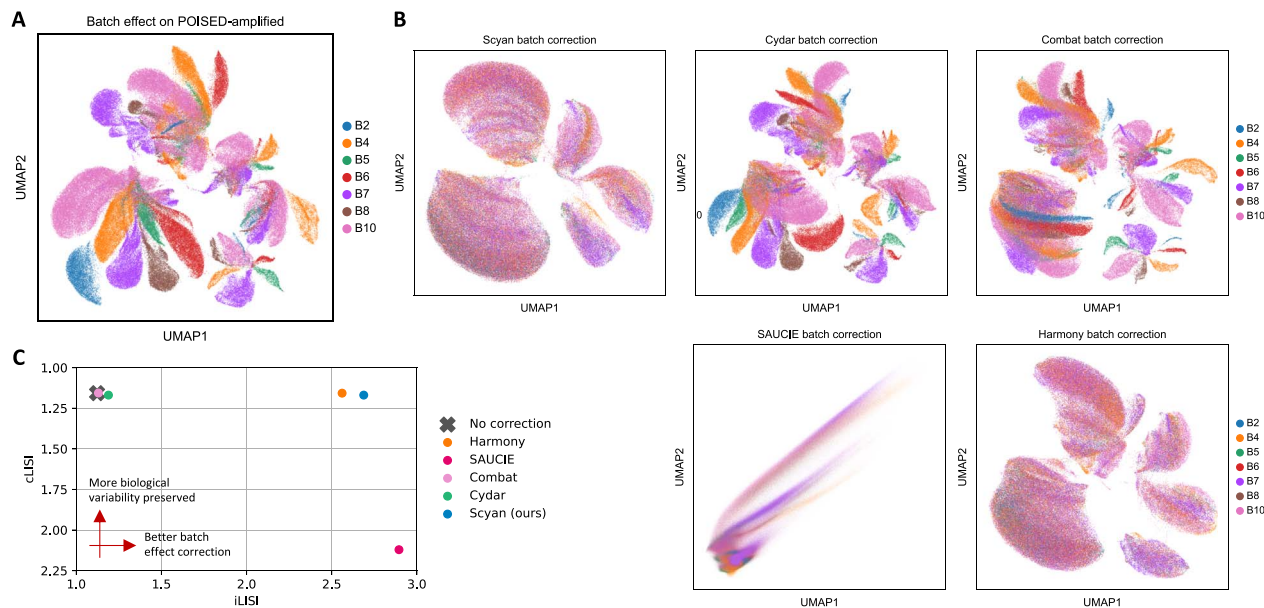 A
Batch effect on POISED-amplified
UMAP2
UMAP1
B2
B4
B5
B6
B7
B8
B10
B
Scyan batch correction
UMAP2
UMAP1
Cydar batch correction
UMAP2
0
UMAP1
Combat batch correction
UMAP2
UMAP1
B2
B4
B5
B6
B7
B8
B10
C
1.00
1.25
1.50
1.75
2.00
2.25
cLISI
More biological
variability preserved
Better batch
effect correction
1.0
1.5
2.0
2.5
3.0
iLISI
No correction
Harmony
SAUCIE
Combat
Cydar
Scyan (ours)
SAUCIE batch correction
UMAP2
UMAP1
Harmony batch correction
UMAP2
UMAP1
B2
B4
B5
B6
B7
B8
B10